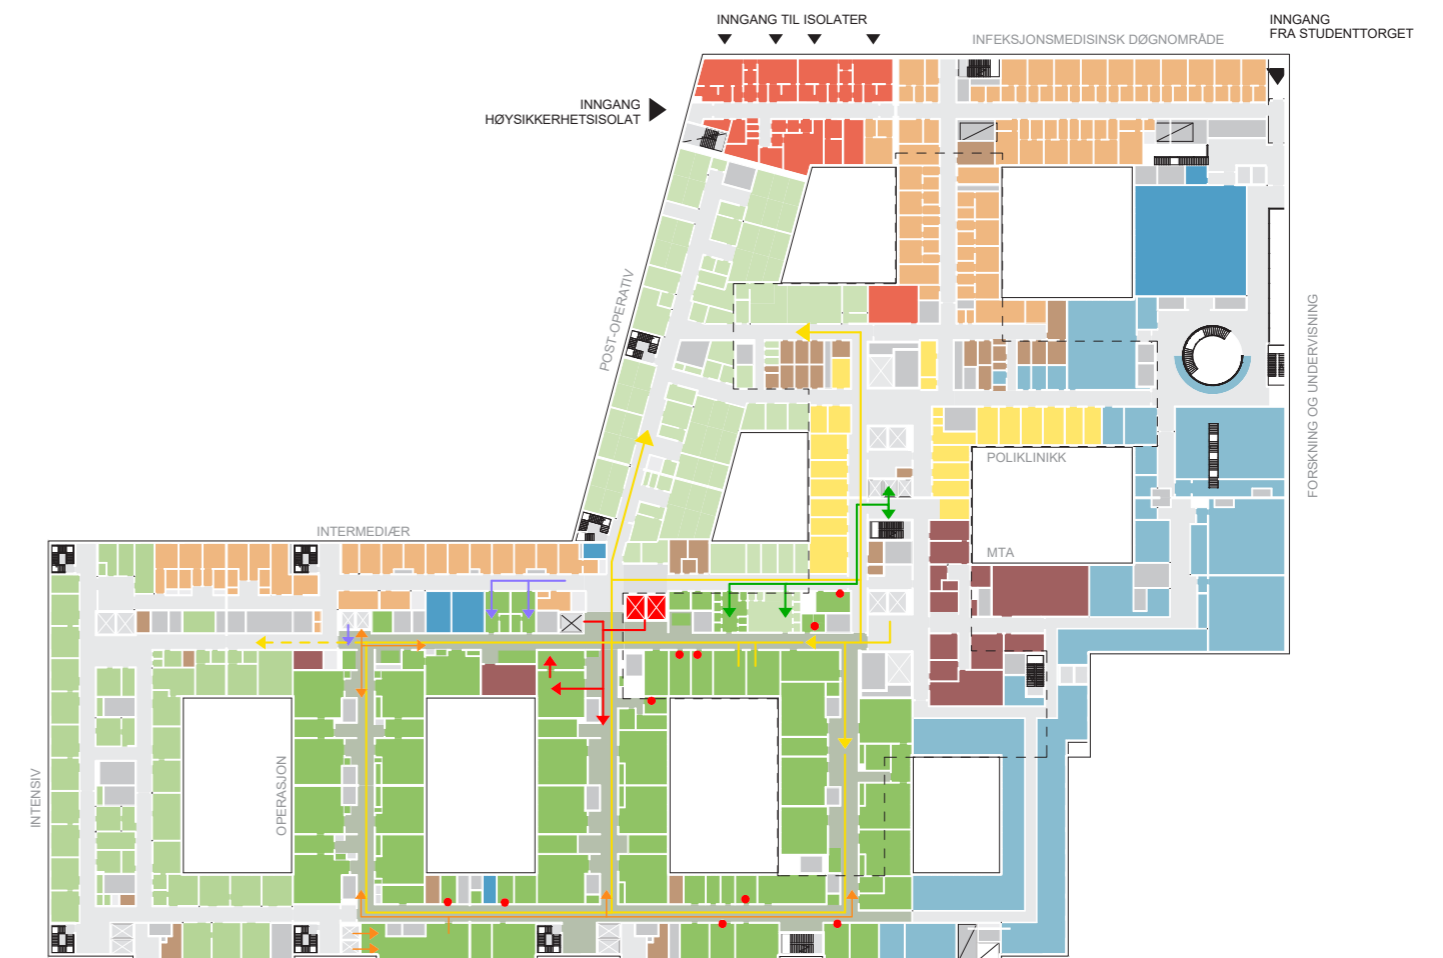 INNGANG TIL ISOLATER
INNGANG
FRA STUDENTTORGET
INFEKSJONSMEDISINSK DØGNOMRÅDE
INNGANG
HØYSIKKERHETSISOLAT
POST-OPERATIV
FORSKNING OG UNDERVISNING
POLIKLINIKK
INTERMEDIÆR
MTA
INTENSIV
OPERASJON